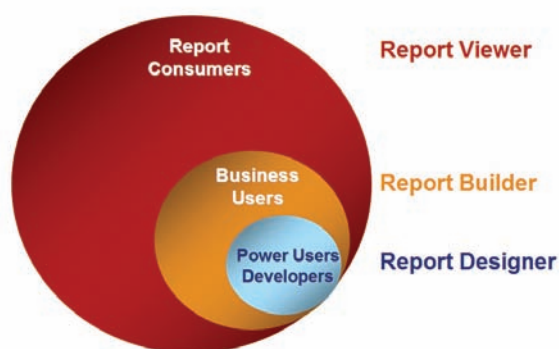 Report
Consumers
Report Viewer
Business
Users
Report Builder
Power Users
Developers
Report Designer